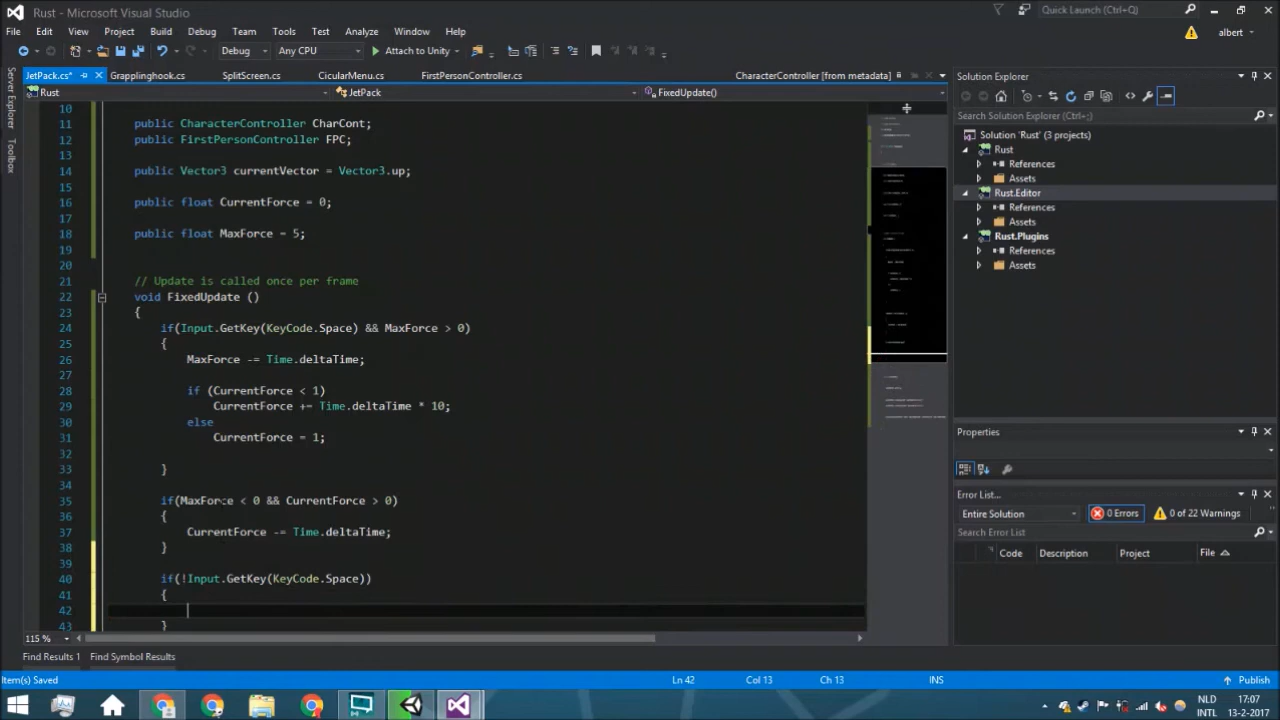 Rust - Microsoft Visual Studio
Quick Launch (Ctrl+Q)
File Edit View Project Build Debug Team Tools Test Analyze Window Help
albert
Debug Any CPU Attach to Unity
JetPack.cs* Grapplinghook.cs SplitScreen.cs CicularMenu.cs FirstPersonController.cs CharacterController [from metadata]
Rust JetPack FixedUpdate()
Server Explorer Toolbox
10
11 public CharacterController CharCont;
12 public FirstPersonController FPC;
13
14 public Vector3 currentVector = Vector3.up;
15
16 public float CurrentForce = 0;
17
18 public float MaxForce = 5;
19
20
21 // Update is called once per frame
22 void FixedUpdate ()
23 {
24 if(Input.GetKey(KeyCode.Space) && MaxForce > 0)
25 {
26 MaxForce -= Time.deltaTime;
27
28 if (CurrentForce < 1)
29 CurrentForce += Time.deltaTime * 10;
30 else
31 CurrentForce = 1;
32
33 }
34
35 if(MaxForce < 0 && CurrentForce > 0)
36 {
37 CurrentForce -= Time.deltaTime;
38 }
39
40 if(!Input.GetKey(KeyCode.Space))
41 {
42
43 }
115 %
Solution Explorer
Search Solution Explorer (Ctrl+;)
Solution 'Rust' (3 projects)
Rust
References
Assets
Rust.Editor
References
Assets
Rust.Plugins
References
Assets
Properties
Error List...
Entire Solution 0 Errors 0 of 22 Warnings
Search Error List
Code Description Project File
Find Results 1 Find Symbol Results
Item(s) Saved Ln 42 Col 13 Ch 13 INS Publish
NLD 17:07
INTL 13-2-2017